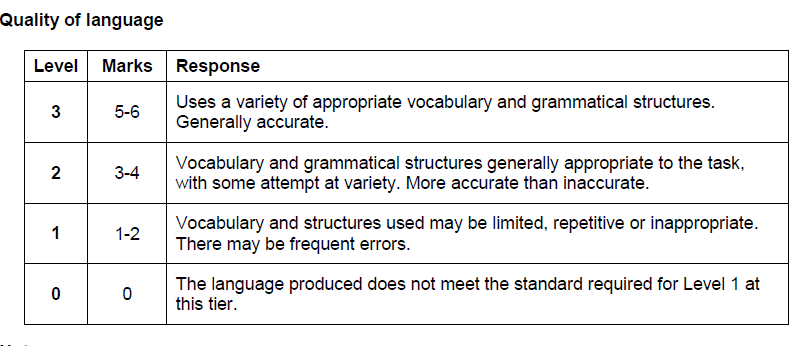 Quality of language
Level Marks Response
3 5-6 Uses a variety of appropriate vocabulary and grammatical structures.
Generally accurate.
2 3-4 Vocabulary and grammatical structures generally appropriate to the task,
with some attempt at variety. More accurate than inaccurate.
1 1-2 Vocabulary and structures used may be limited, repetitive or inappropriate.
There may be frequent errors.
0 0 The language produced does not meet the standard required for Level 1 at
this tier.